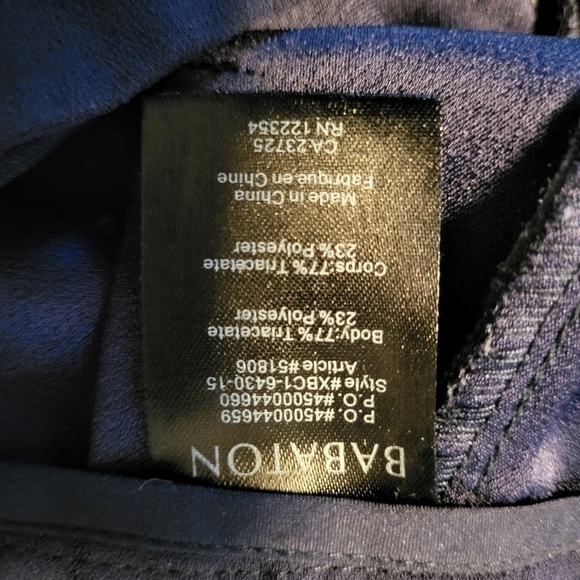 BABATON
P.O. #4500044659
P.O. #4500044660
Style#XBC1-6430-15
Article #51806
Body:77% Triacetate
23% Polyester
Corps:77% Triacetate
23% Polyester
Made in China
Fabriqué en Chine
CA 23725
RN 122354